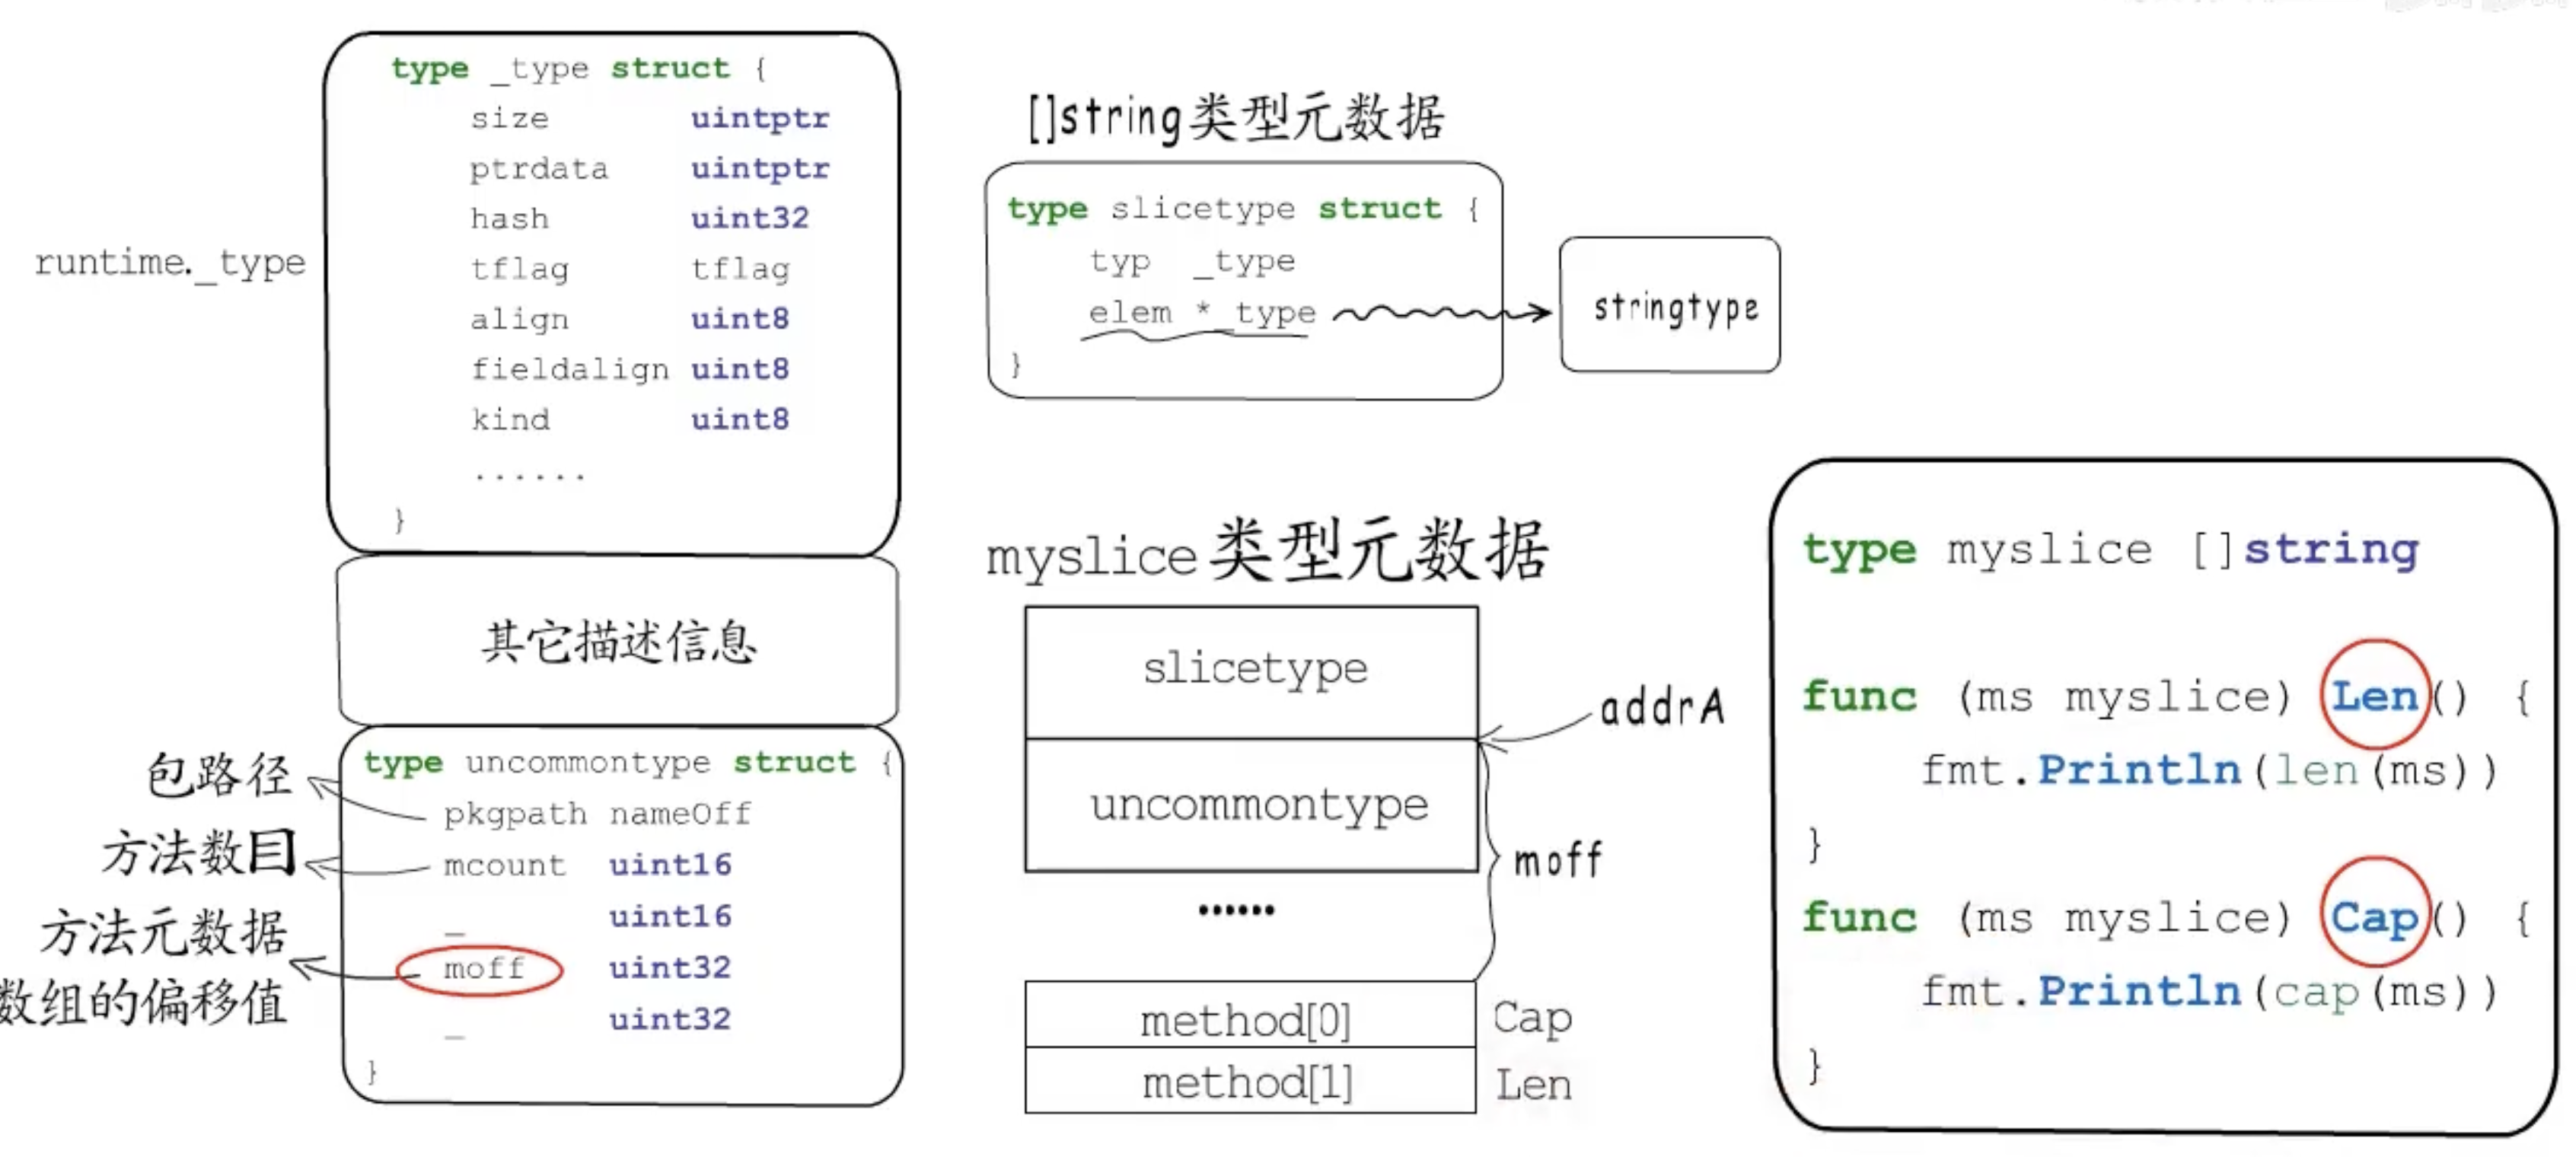 runtime._type
type _type struct {
size uintptr
ptrdata uintptr
hash uint32
tflag tflag
align uint8
fieldalign uint8
kind uint8
......
}
其它描述信息
type uncommontype struct {
pkgpath nameOff
mcount uint16
_ uint16
moff uint32
_ uint32
}
包路径
方法数目
方法元数据
数组的偏移值
[]string类型元数据
type slicetype struct {
typ _type
elem *_type
}
stringtype
myslice类型元数据
slicetype
addrA
uncommontype
moff
......
method[0] Cap
method[1] Len
type myslice []string
func (ms myslice) Len() {
fmt.Println(len(ms))
}
func (ms myslice) Cap() {
fmt.Println(cap(ms))
}